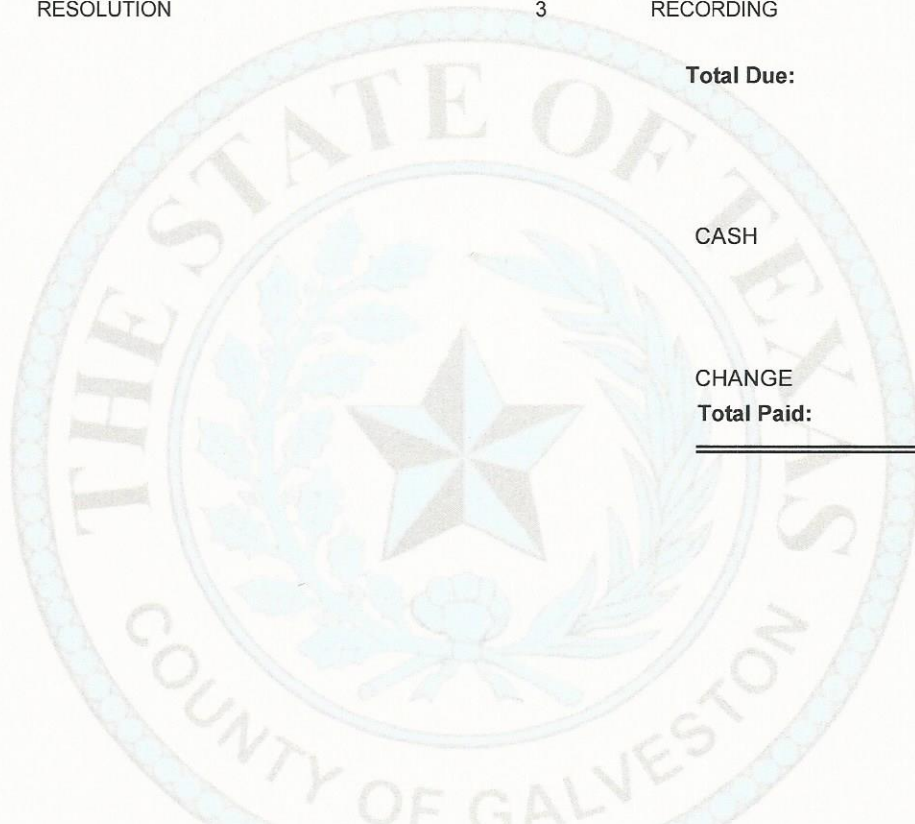 RESOLUTION 3 RECORDING
Total Due:
CASH
CHANGE
Total Paid:
THE STATE OF TEXAS
COUNTY OF GALVESTON